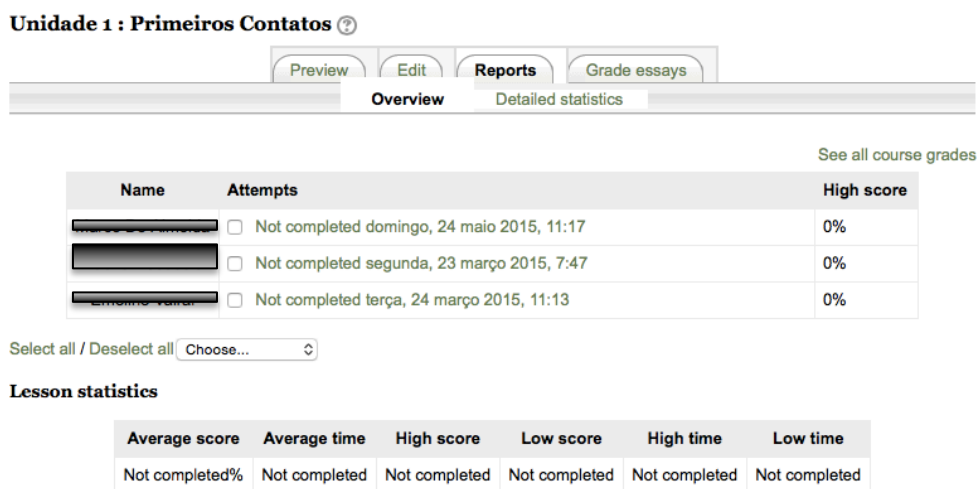 Unidade 1 : Primeiros Contatos ?
Preview Edit Reports Grade essays
Overview Detailed statistics
See all course grades
Name Attempts High score
Not completed domingo, 24 maio 2015, 11:17 0%
Not completed segunda, 23 março 2015, 7:47 0%
Not completed terça, 24 março 2015, 11:13 0%
Select all / Deselect all Choose...
Lesson statistics
Average score Average time High score Low score High time Low time
Not completed% Not completed Not completed Not completed Not completed Not completed